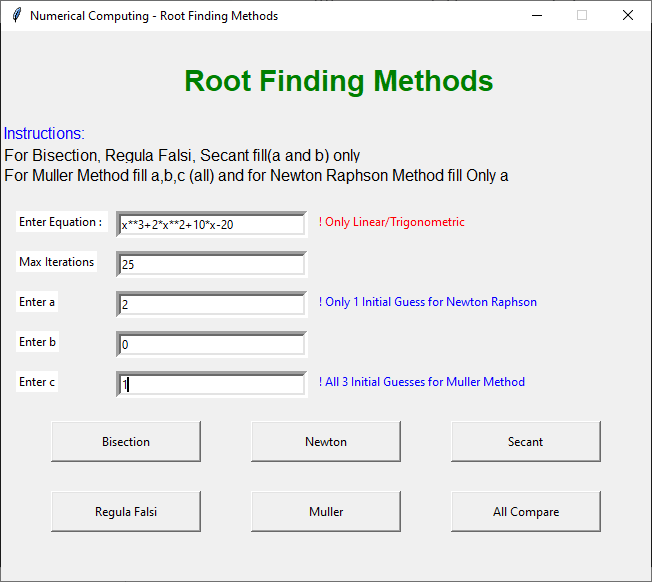 Numerical Computing - Root Finding Methods
Root Finding Methods
Instructions:
For Bisection, Regula Falsi, Secant fill(a and b) only
For Muller Method fill a,b,c (all) and for Newton Raphson Method fill Only a
Enter Equation : x**3+2*x**2+10*x-20 ! Only Linear/Trigonometric
Max Iterations 25
Enter a 2 ! Only 1 Initial Guess for Newton Raphson
Enter b 0
Enter c 1 ! All 3 Initial Guesses for Muller Method
Bisection Newton Secant
Regula Falsi Muller All Compare